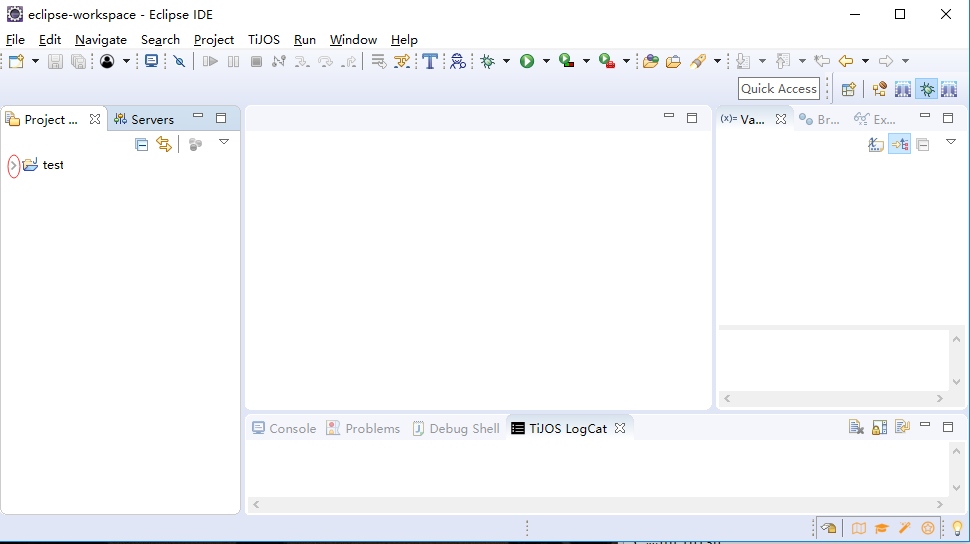 eclipse-workspace - Eclipse IDE
File Edit Navigate Search Project TiJOS Run Window Help
Quick Access
Project ... Servers
(x)= Va... Br... Ex...
test
Console Problems Debug Shell TiJOS LogCat